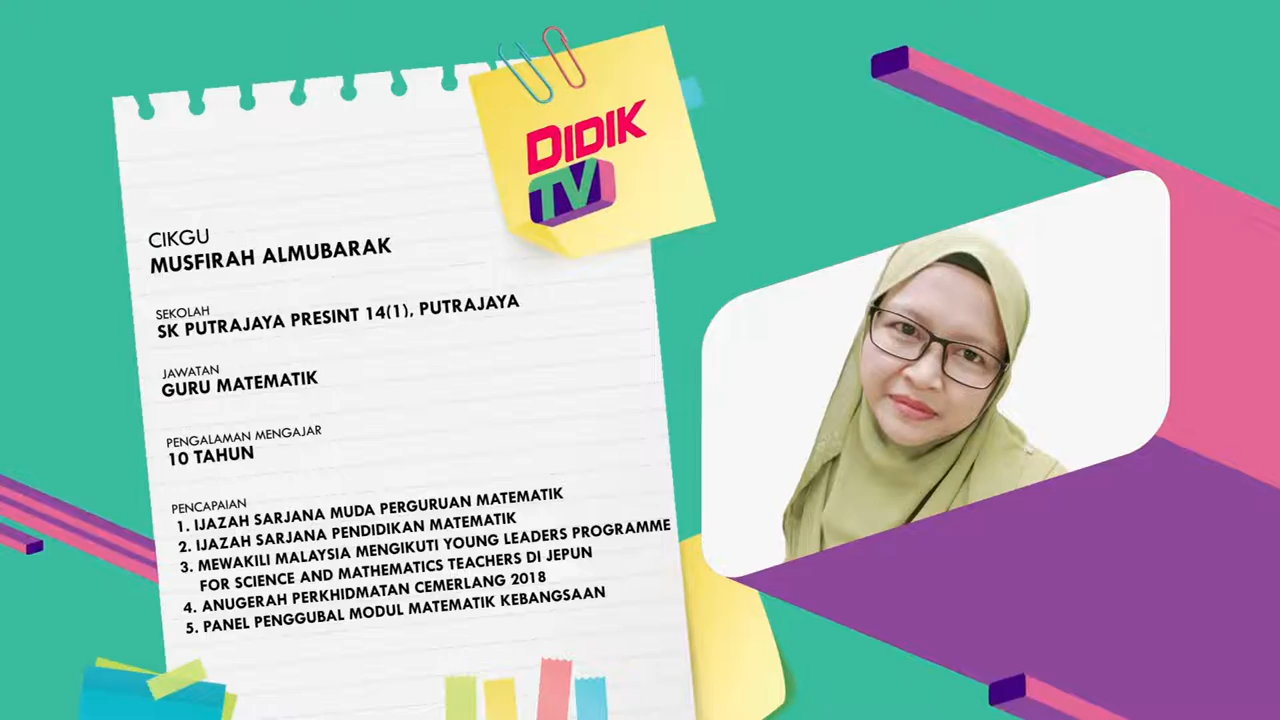 DIDIK
TV
CIKGU
MUSFIRAH ALMUBARAK
SEKOLAH
SK PUTRAJAYA PRESINT 14(1), PUTRAJAYA
JAWATAN
GURU MATEMATIK
PENGALAMAN MENGAJAR
10 TAHUN
PENCAPAIAN
1. IJAZAH SARJANA MUDA PERGURUAN MATEMATIK
2. IJAZAH SARJANA PENDIDIKAN MATEMATIK
3. MEWAKILI MALAYSIA MENGIKUTI YOUNG LEADERS PROGRAMME
FOR SCIENCE AND MATHEMATICS TEACHERS DI JEPUN
4. ANUGERAH PERKHIDMATAN CEMERLANG 2018
5. PANEL PENGGUBAL MODUL MATEMATIK KEBANGSAAN